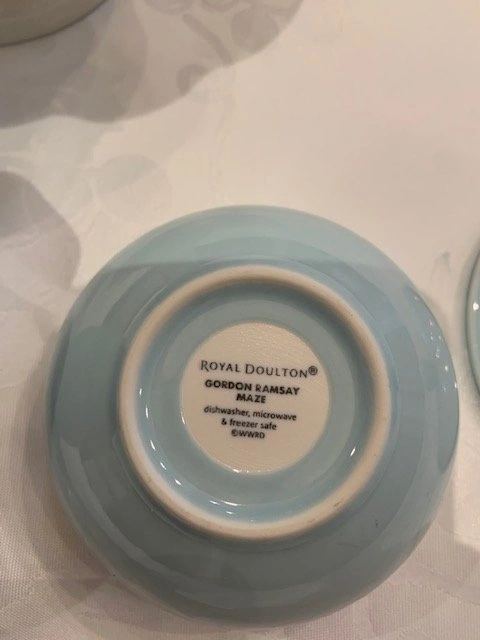 ROYAL DOULTON®
GORDON RAMSAY
MAZE
dishwasher, microwave
& freezer safe
©WWRD